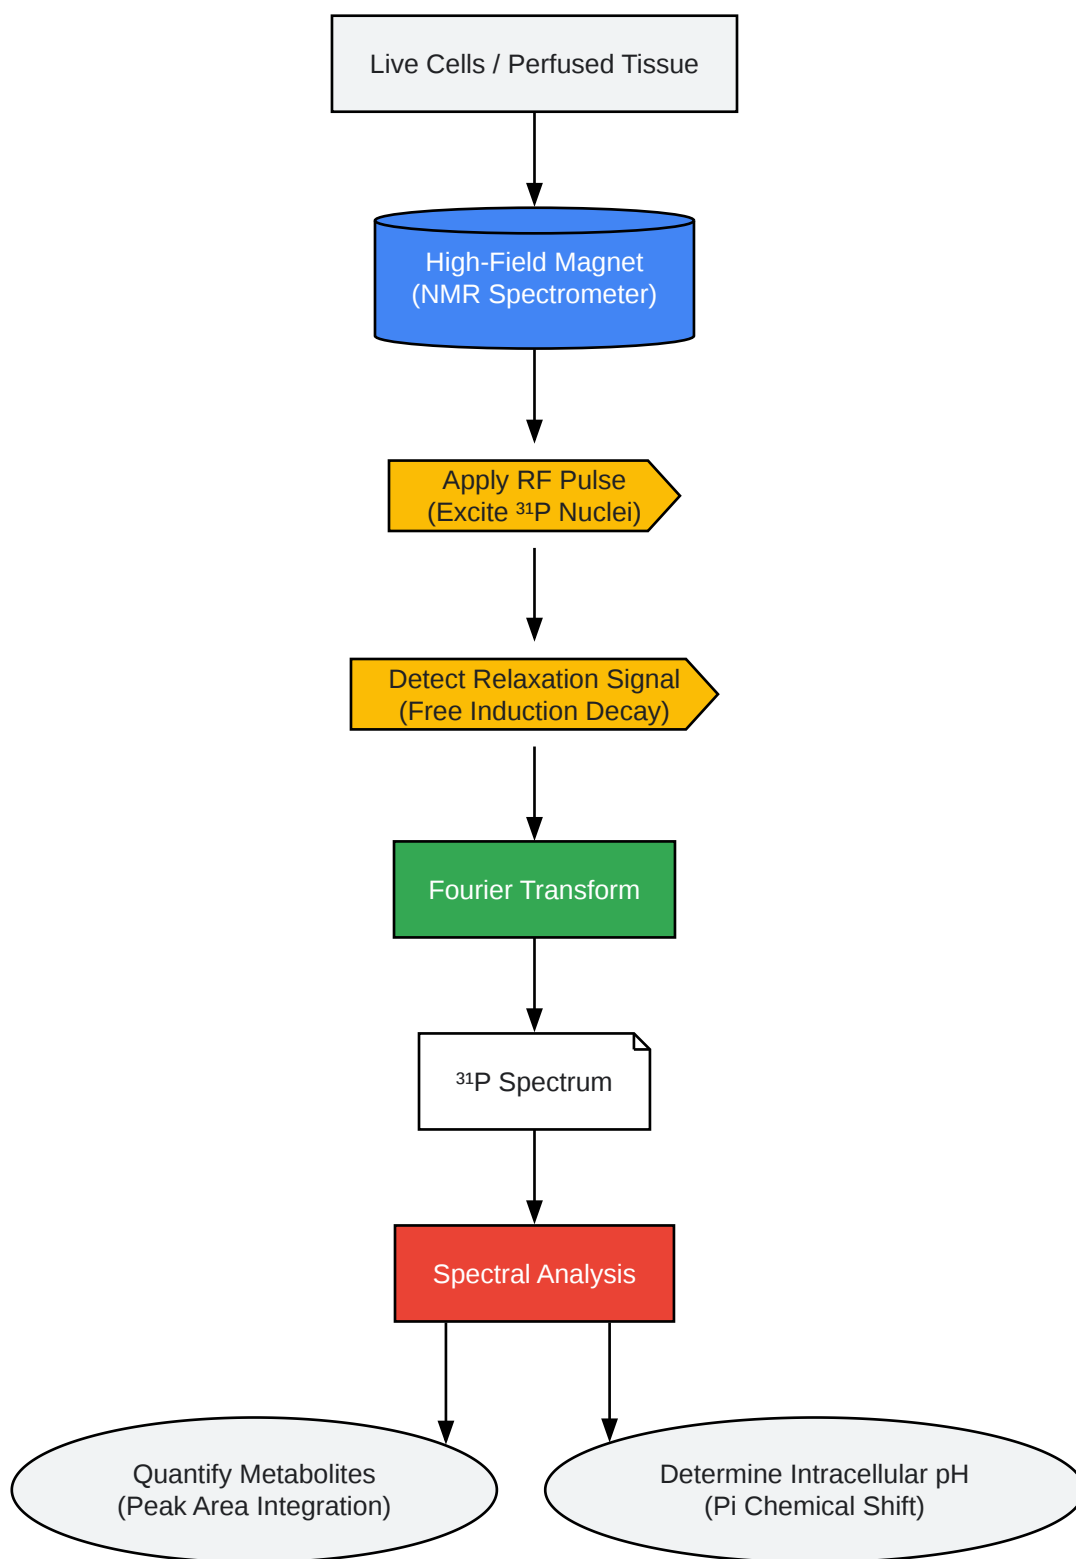 Live Cells / Perfused Tissue
High-Field Magnet
(NMR Spectrometer)
Apply RF Pulse
(Excite ³¹P Nuclei)
Detect Relaxation Signal
(Free Induction Decay)
Fourier Transform
³¹P Spectrum
Spectral Analysis
Quantify Metabolites
(Peak Area Integration)
Determine Intracellular pH
(Pi Chemical Shift)